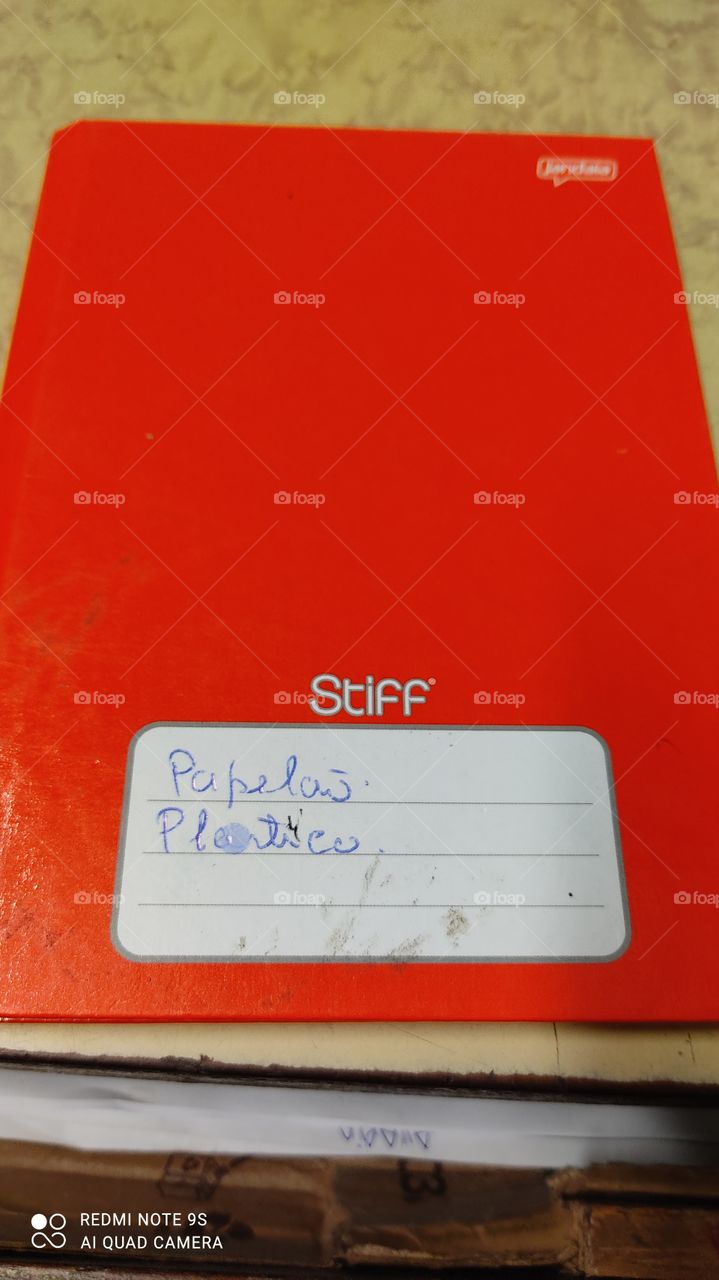 jandaia
Stiff
Papelão.
Plastico.
REDMI NOTE 9S
AI QUAD CAMERA
foap